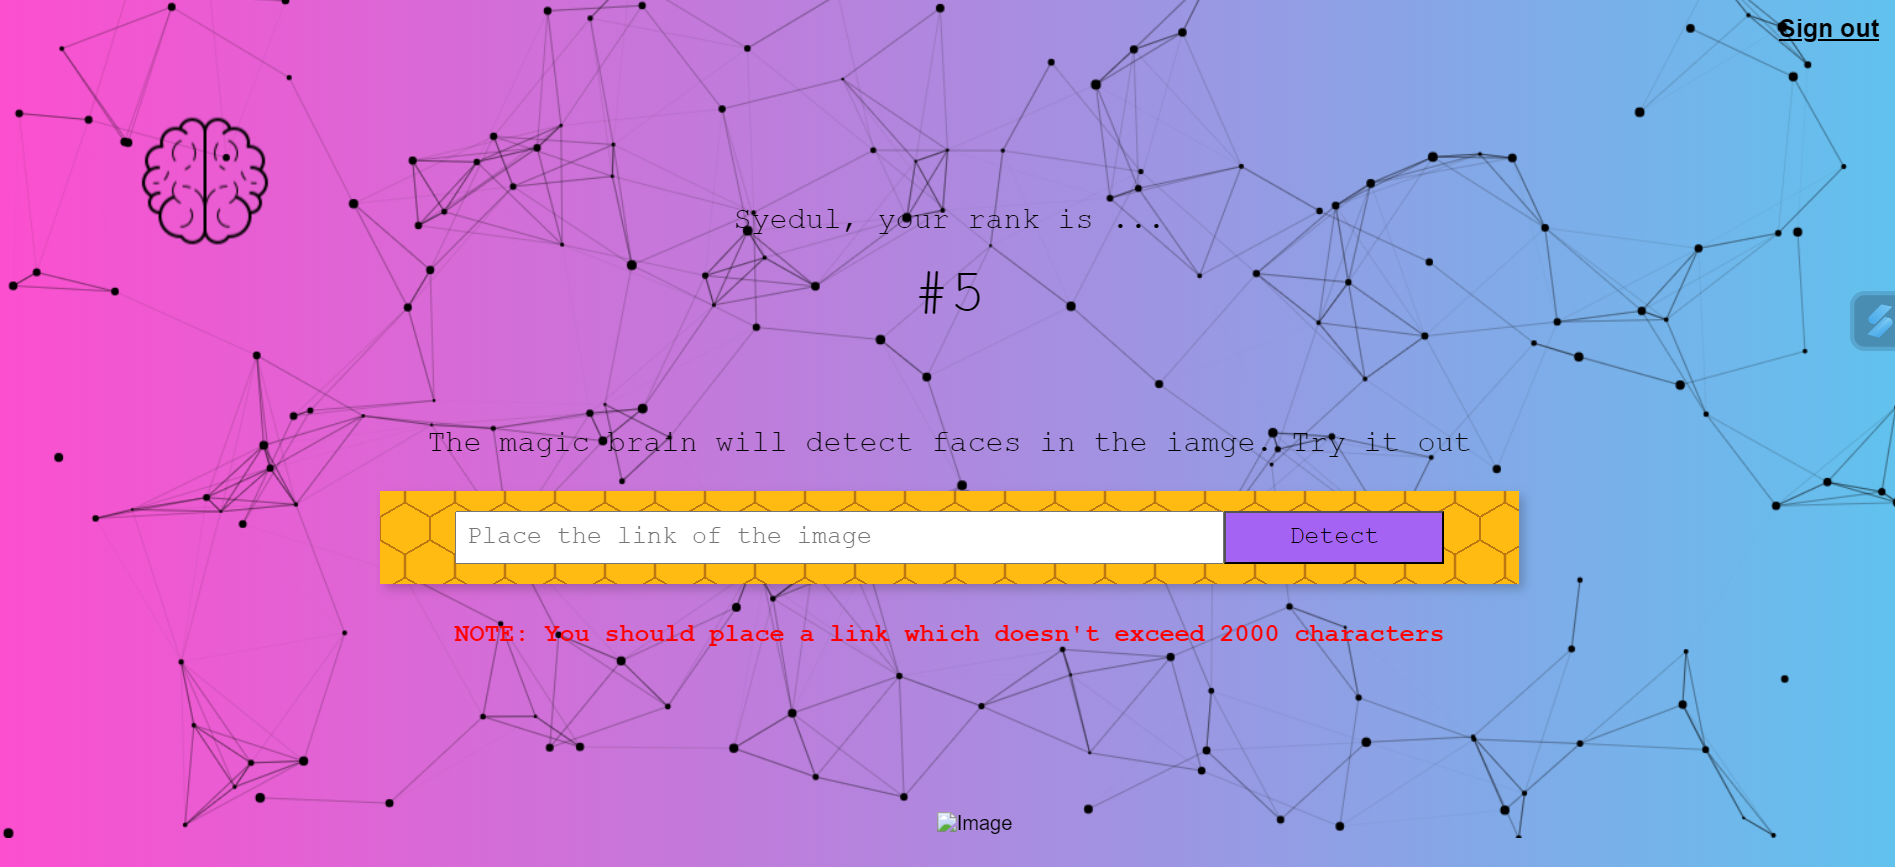 Sign out
Syedul, your rank is ...
#5
The magic brain will detect faces in the iamge. Try it out
Place the link of the image
Detect
NOTE: You should place a link which doesn't exceed 2000 characters
Image